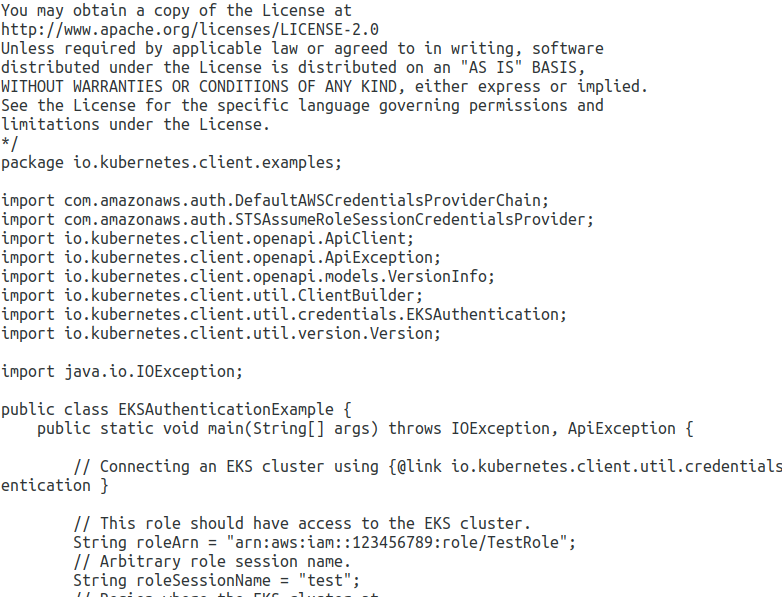 You may obtain a copy of the License at
http://www.apache.org/licenses/LICENSE-2.0
Unless required by applicable law or agreed to in writing, software
distributed under the License is distributed on an "AS IS" BASIS,
WITHOUT WARRANTIES OR CONDITIONS OF ANY KIND, either express or implied.
See the License for the specific language governing permissions and
limitations under the License.
*/
package io.kubernetes.client.examples;

import com.amazonaws.auth.DefaultAWSCredentialsProviderChain;
import com.amazonaws.auth.STSAssumeRoleSessionCredentialsProvider;
import io.kubernetes.client.openapi.ApiClient;
import io.kubernetes.client.openapi.ApiException;
import io.kubernetes.client.openapi.models.VersionInfo;
import io.kubernetes.client.util.ClientBuilder;
import io.kubernetes.client.util.credentials.EKSAuthentication;
import io.kubernetes.client.util.version.Version;

import java.io.IOException;

public class EKSAuthenticationExample {
    public static void main(String[] args) throws IOException, ApiException {

        // Connecting an EKS cluster using {@link io.kubernetes.client.util.credentials
entication }

        // This role should have access to the EKS cluster.
        String roleArn = "arn:aws:iam::123456789:role/TestRole";
        // Arbitrary role session name.
        String roleSessionName = "test";
        // Region where the EKS cluster at